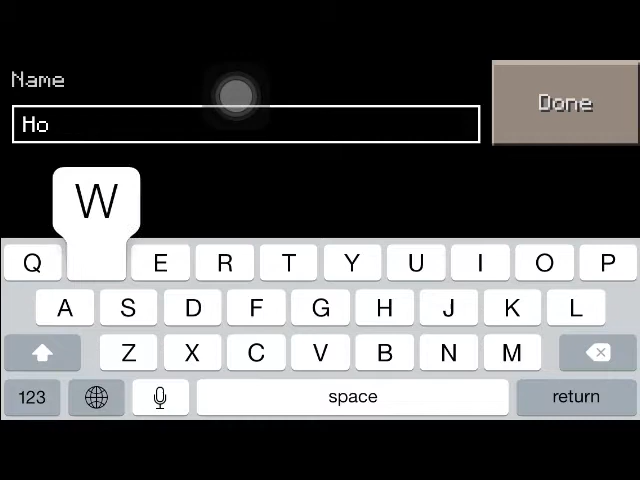 Name
Done
Ho
W
Q E R T Y U I O P
A S D F G H J K L
Z X C V B N M
123 space return